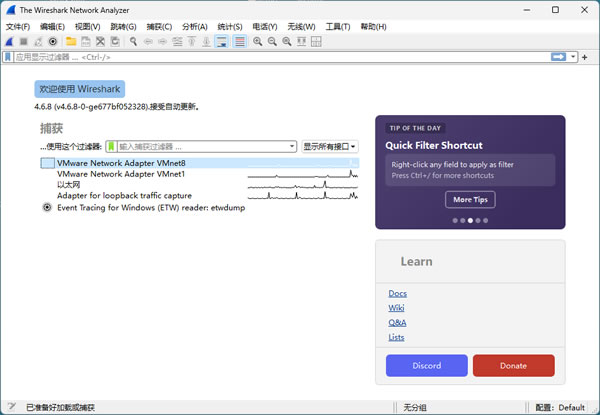 The Wireshark Network Analyzer
文件(F) 编辑(E) 视图(V) 跳转(G) 捕获(C) 分析(A) 统计(S) 电话(Y) 无线(W) 工具(T) 帮助(H)
应用显示过滤器 … <Ctrl-/>
欢迎使用 Wireshark
4.6.8 (v4.6.8-0-ge677bf052328).接受自动更新。
捕获
…使用这个过滤器: 输入捕获过滤器 … 显示所有接口
VMware Network Adapter VMnet8
VMware Network Adapter VMnet1
以太网
Adapter for loopback traffic capture
Event Tracing for Windows (ETW) reader: etwdump
TIP OF THE DAY
Quick Filter Shortcut
Right-click any field to apply as filter
Press Ctrl+/ for more shortcuts
More Tips
Learn
Docs
Wiki
Q&A
Lists
Discord Donate
已准备好加载或捕获 无分组 配置: Default